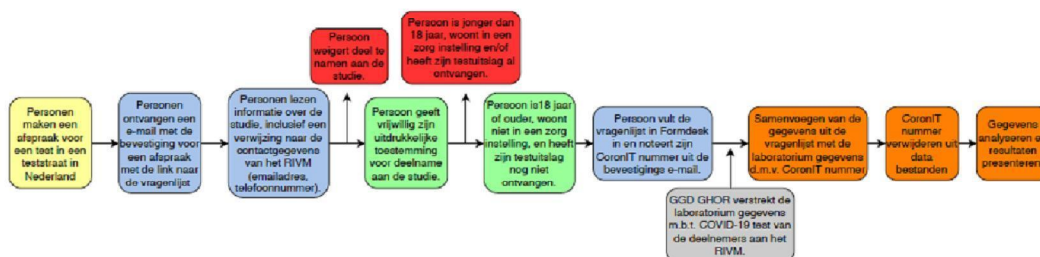 Personen
maken een
afspraak voor
een test in een
teststraat in
Nederland
Personen
ontvangen een
e-mail met de
bevestiging voor
een afspraak
met de link naar
de vragenlijst
Personen lezen
informatie over de
studie, inclusief een
verwijzing naar de
contactgegevens
van het RIVM
(emailadres,
telefoonnummer).
Persoon
weigert deel te
namen aan de
studie.
Persoon geeft
vrijwillig zijn
uitdrukkelijke
toestemming
voor deelname
aan de studie.
Persoon is jonger dan
18 jaar, woont in een
zorg instelling en/of
heeft zijn testuitslag al
ontvangen.
Persoon is18 jaar
of ouder, woont
niet in een zorg
instelling, en heeft
zijn testuitslag
nog niet
ontvangen.
Persoon vult de
vragenlijst in Formdesk
in en noteert zijn
CoronIT nummer uit de
bevestigings e-mail.
GGD GHOR verstrekt de
laboratorium gegevens
m.b.t. COVID-19 test van
de deelnemers aan het
RIVM.
Samenvoegen van de
gegevens uit de
vragenlijst met de
laboratorium gegevens
d.m.v. CoronIT nummer
CoronIT
nummer
verwijderen uit
data
bestanden
Gegevens
analyseren en
resultaten
presenteren